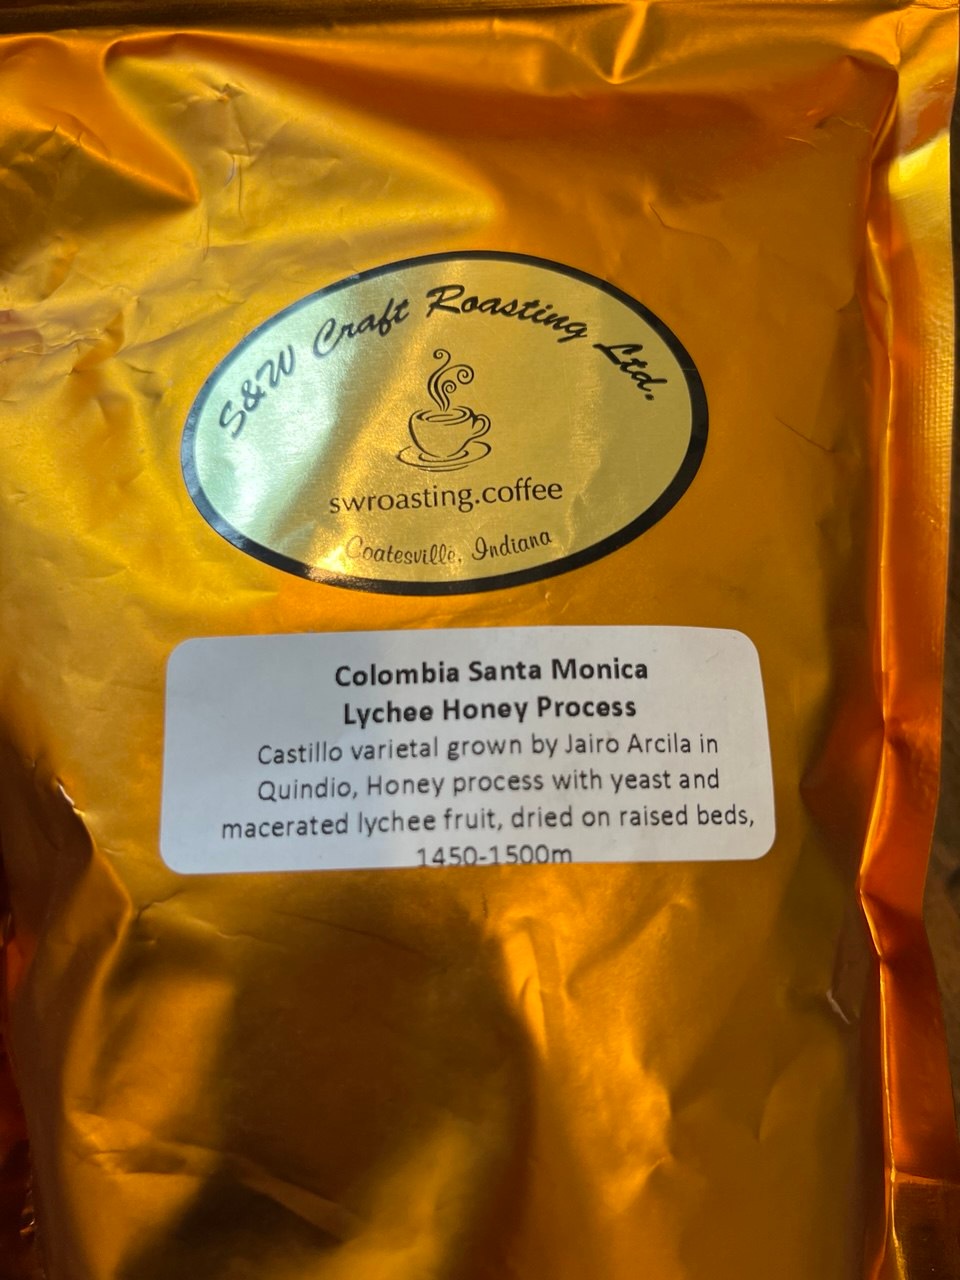 S&W Craft Roasting Ltd.
swroasting.coffee
Coatesville, Indiana
Colombia Santa Monica
Lychee Honey Process
Castillo varietal grown by Jairo Arcila in
Quindio, Honey process with yeast and
macerated lychee fruit, dried on raised beds,
1450-1500m